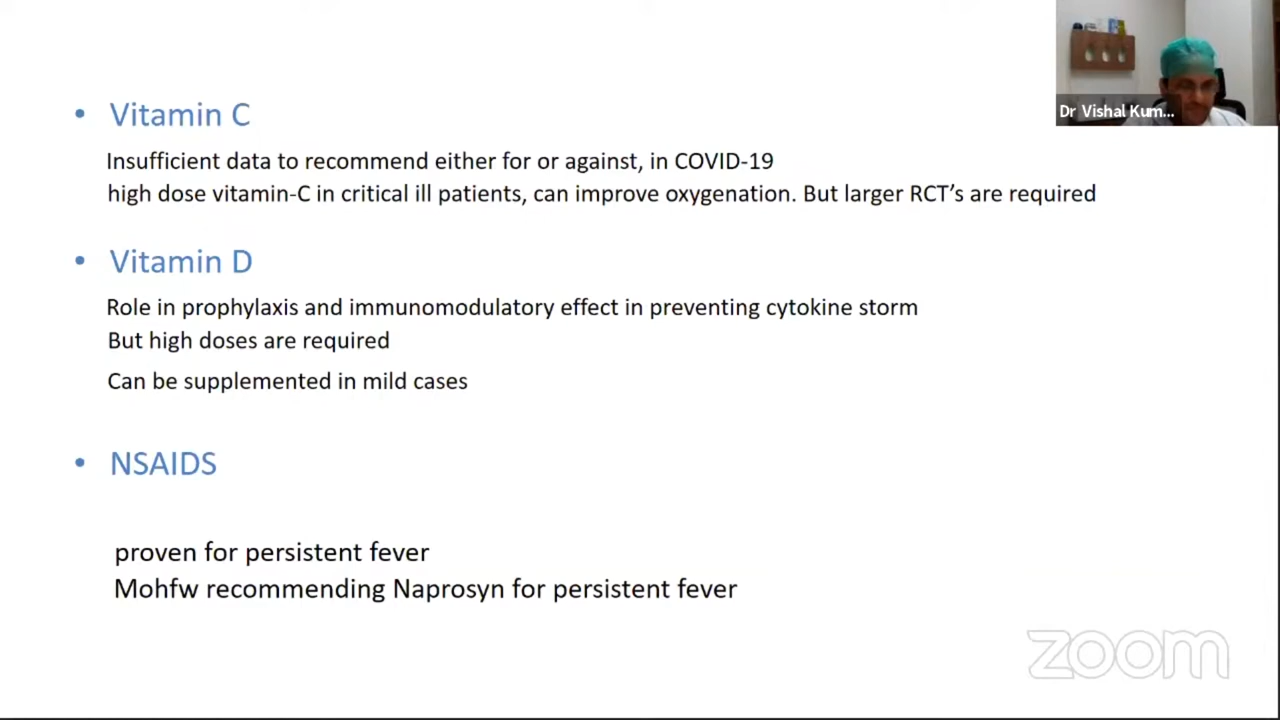 Dr Vishal Kum...
• Vitamin C
Insufficient data to recommend either for or against, in COVID-19
high dose vitamin-C in critical ill patients, can improve oxygenation. But larger RCT’s are required
• Vitamin D
Role in prophylaxis and immunomodulatory effect in preventing cytokine storm
But high doses are required
Can be supplemented in mild cases
• NSAIDS
proven for persistent fever
Mohfw recommending Naprosyn for persistent fever
zoom